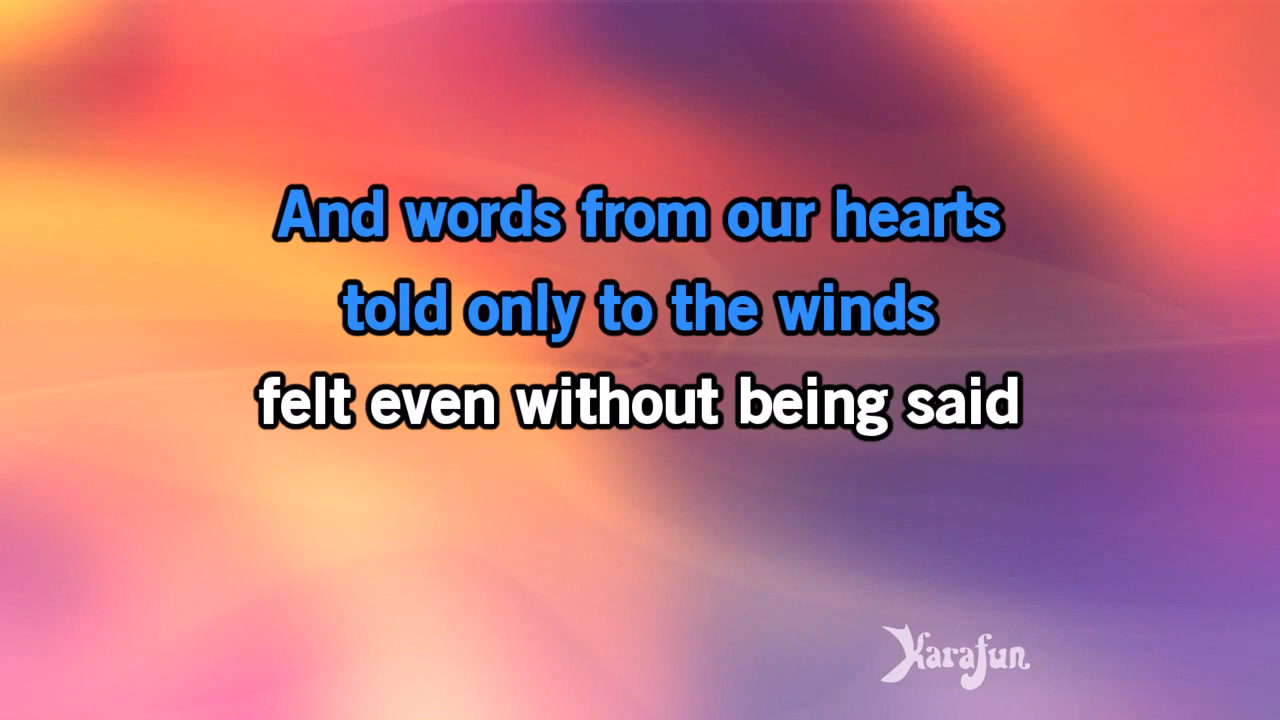 And words from our hearts
told only to the winds
felt even without being said
Karafun